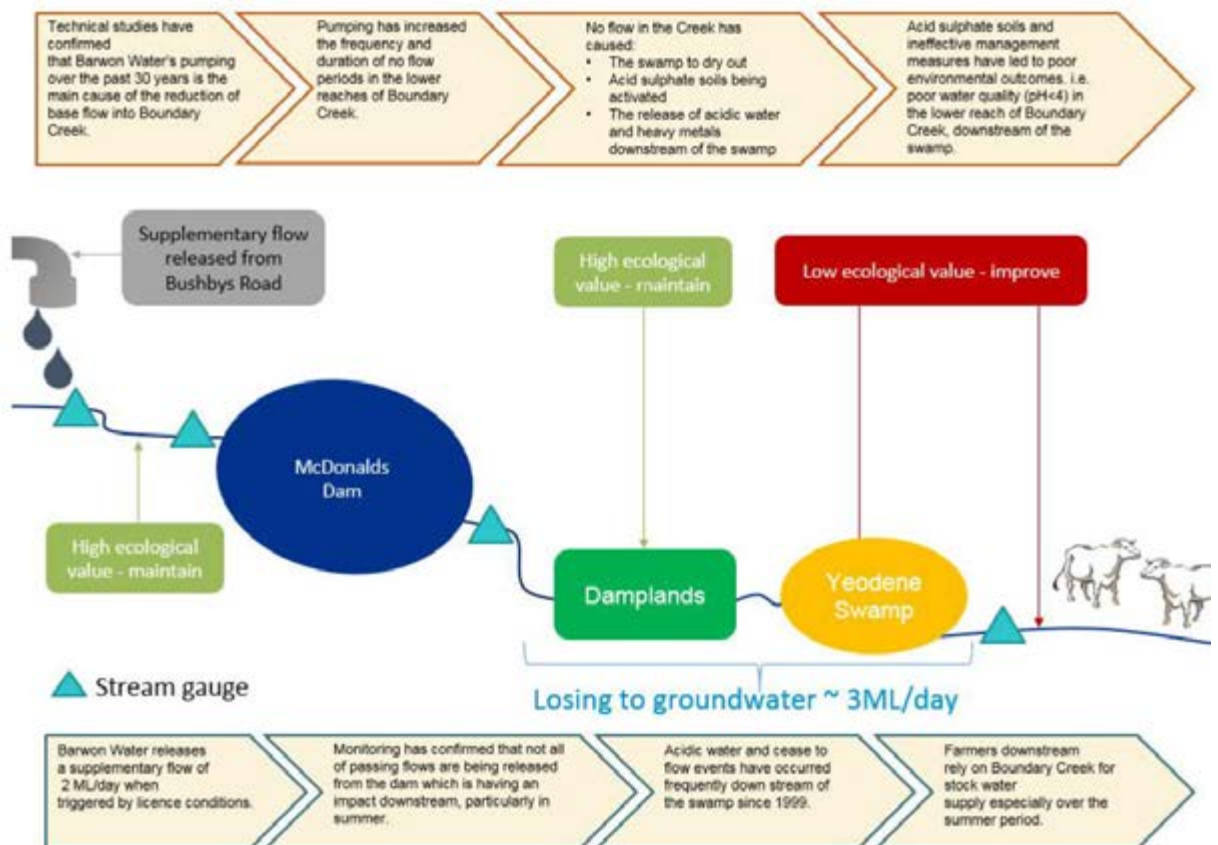 Technical studies have
confirmed
that Barwon Water's pumping
over the past 30 years is the
main cause of the reduction of
base flow into Boundary
Creek.
Pumping has increased
the frequency and
duration of no flow
periods in the lower
reaches of Boundary
Creek.
No flow in the Creek has
caused:
• The swamp to dry out
• Acid sulphate soils being
activated
• The release of acidic water
and heavy metals
downstream of the swamp
Acid sulphate soils and
ineffective management
measures have led to poor
environmental outcomes. i.e.
poor water quality (pH<4) in
the lower reach of Boundary
Creek, downstream of the
swamp.
Supplementary flow
released from
Bushbys Road
High ecological
value - maintain
Low ecological value - improve
McDonalds
Dam
High ecological
value - maintain
Damplands
Yeodene
Swamp
Stream gauge
Losing to groundwater ~ 3ML/day
Barwon Water releases
a supplementary flow of
2 ML/day when
triggered by licence conditions.
Monitoring has confirmed that not all
of passing flows are being released
from the dam which is having an
impact downstream, particularly in
summer.
Acidic water and cease to
flow events have occurred
frequently down stream of
the swamp since 1999.
Farmers downstream
rely on Boundary Creek for
stock water
supply especially over the
summer period.